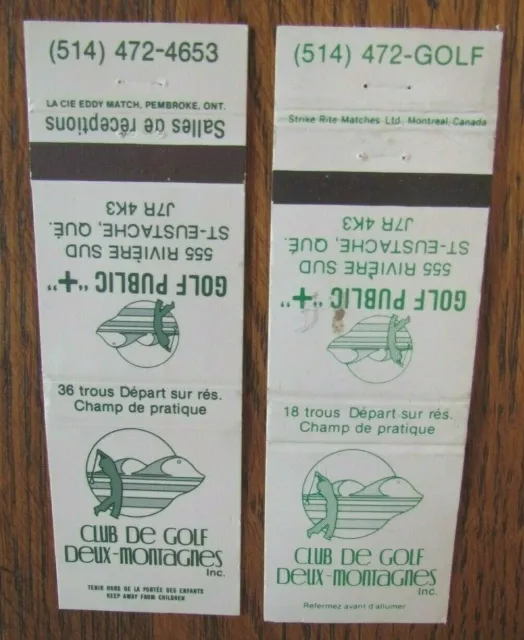 (514) 472-4653
LA CIE EDDY MATCH, PEMBROKE, ONT.
Salles de réceptions
GOLF PUBLIC "+"
555 RIVIÈRE SUD
ST-EUSTACHE, QUÉ.
J7R 4K3
36 trous Départ sur rés.
Champ de pratique
CLUB DE GOLF
DEUX-MONTAGNES
Inc.
TENIR HORS DE LA PORTÉE DES ENFANTS
KEEP AWAY FROM CHILDREN
(514) 472-GOLF
Strike Rite Matches Ltd. Montreal, Canada
GOLF PUBLIC "+"
555 RIVIÈRE SUD
ST-EUSTACHE, QUÉ.
J7R 4K3
18 trous Départ sur rés.
Champ de pratique
CLUB DE GOLF
DEUX-MONTAGNES
Inc.
Refermez avant d'allumer